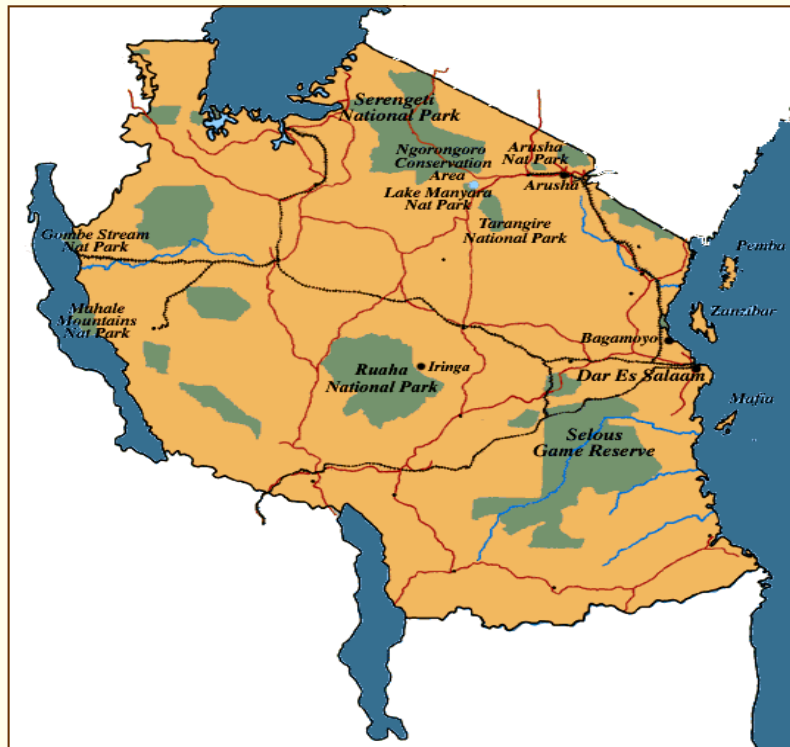 Serengeti
National Park
Ngorongoro
Conservation
Area
Arusha
Nat Park
Arusha
Lake Manyara
Nat Park
Tarangire
National Park
Gombe Stream
Nat Park
Pemba
Zanzibar
Muhale
Mountains
Nat Park
Bagamoyo
Ruaha
National Park
Iringa
Dar Es Salaam
Mafia
Selous
Game Reserve